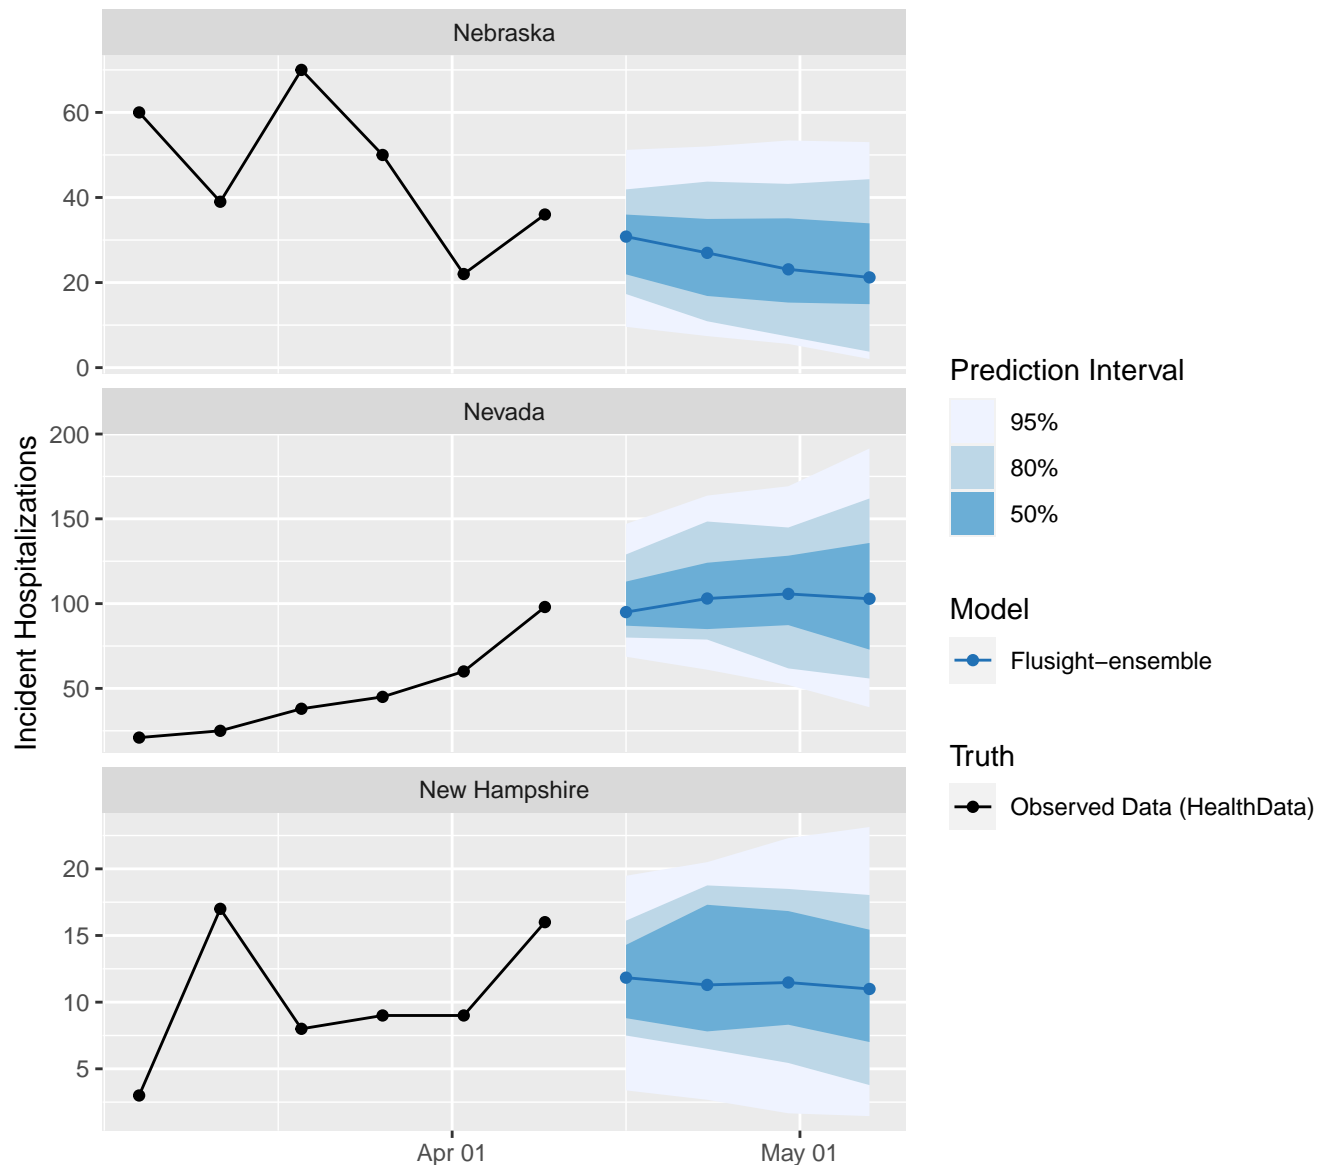 Nebraska
60
40
20
0
Nevada
200
150
100
50
New Hampshire
20
15
10
5
Apr 01
May 01
Incident Hospitalizations
Prediction Interval
95%
80%
50%
Model
Flusight−ensemble
Truth
Observed Data (HealthData)